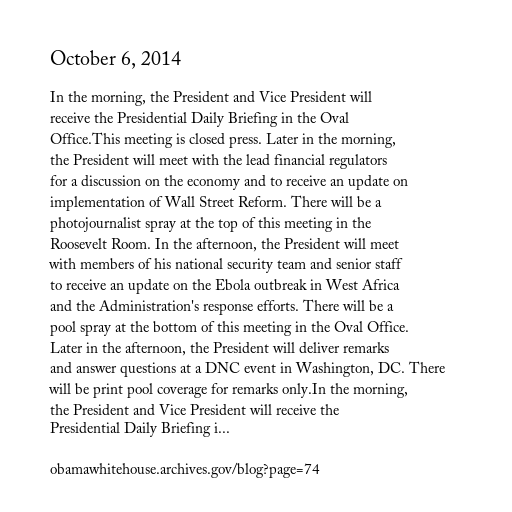 October 6, 2014
In the morning, the President and Vice President will
receive the Presidential Daily Briefing in the Oval
Office.This meeting is closed press. Later in the morning,
the President will meet with the lead financial regulators
for a discussion on the economy and to receive an update on
implementation of Wall Street Reform. There will be a
photojournalist spray at the top of this meeting in the
Roosevelt Room. In the afternoon, the President will meet
with members of his national security team and senior staff
to receive an update on the Ebola outbreak in West Africa
and the Administration's response efforts. There will be a
pool spray at the bottom of this meeting in the Oval Office.
Later in the afternoon, the President will deliver remarks
and answer questions at a DNC event in Washington, DC. There
will be print pool coverage for remarks only.In the morning,
the President and Vice President will receive the
Presidential Daily Briefing i...
obamawhitehouse.archives.gov/blog?page=74